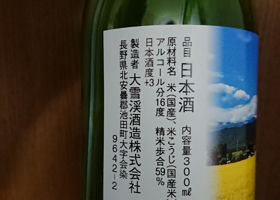 品目 日本酒 内容量300㎖
原材料名 米(国産)、米こうじ(国産米
アルコール分16度 精米歩合59%
日本酒度+3
製造者 大雪渓酒造株式会社
長野県北安曇郡池田町大字会染
9642-2